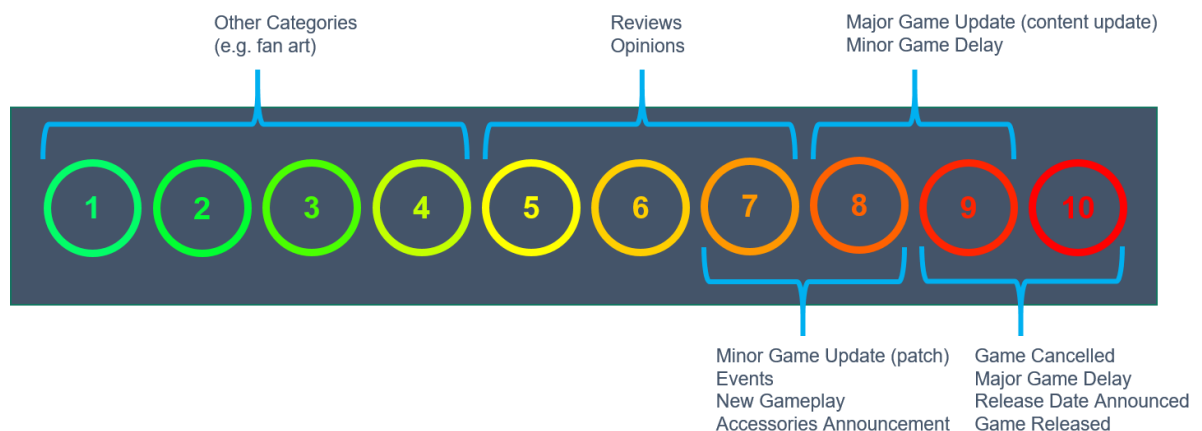 Other Categories
(e.g. fan art)
Reviews
Opinions
Major Game Update (content update)
Minor Game Delay
1 2 3 4 5 6 7 8 9 10
Minor Game Update (patch)
Events
New Gameplay
Accessories Announcement
Game Cancelled
Major Game Delay
Release Date Announced
Game Released